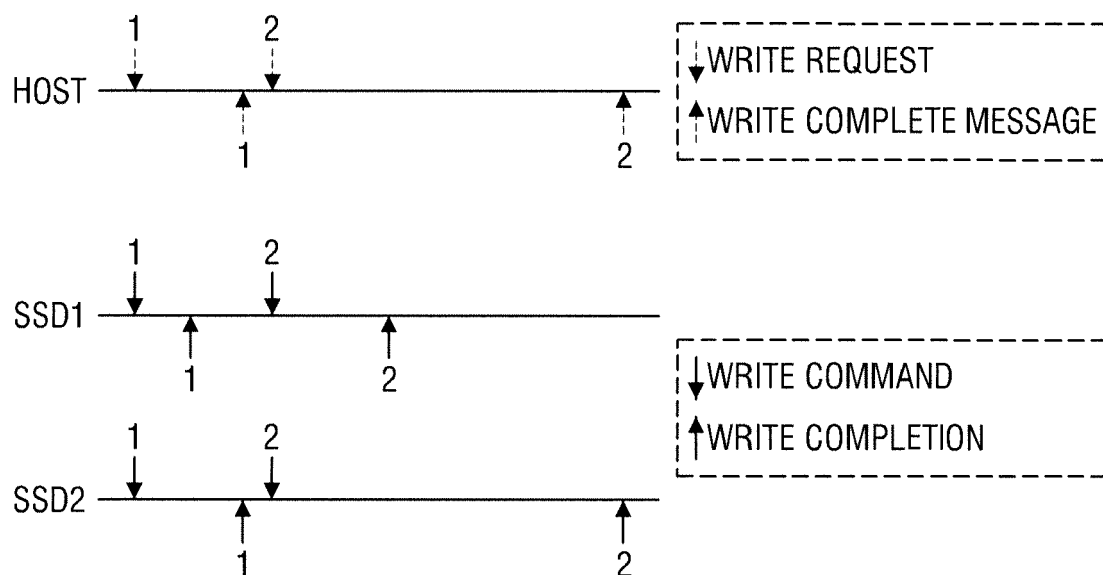 1 2
HOST
1 2
WRITE REQUEST
WRITE COMPLETE MESSAGE
1 2
SSD1
1 2
1 2
SSD2
1 2
WRITE COMMAND
WRITE COMPLETION